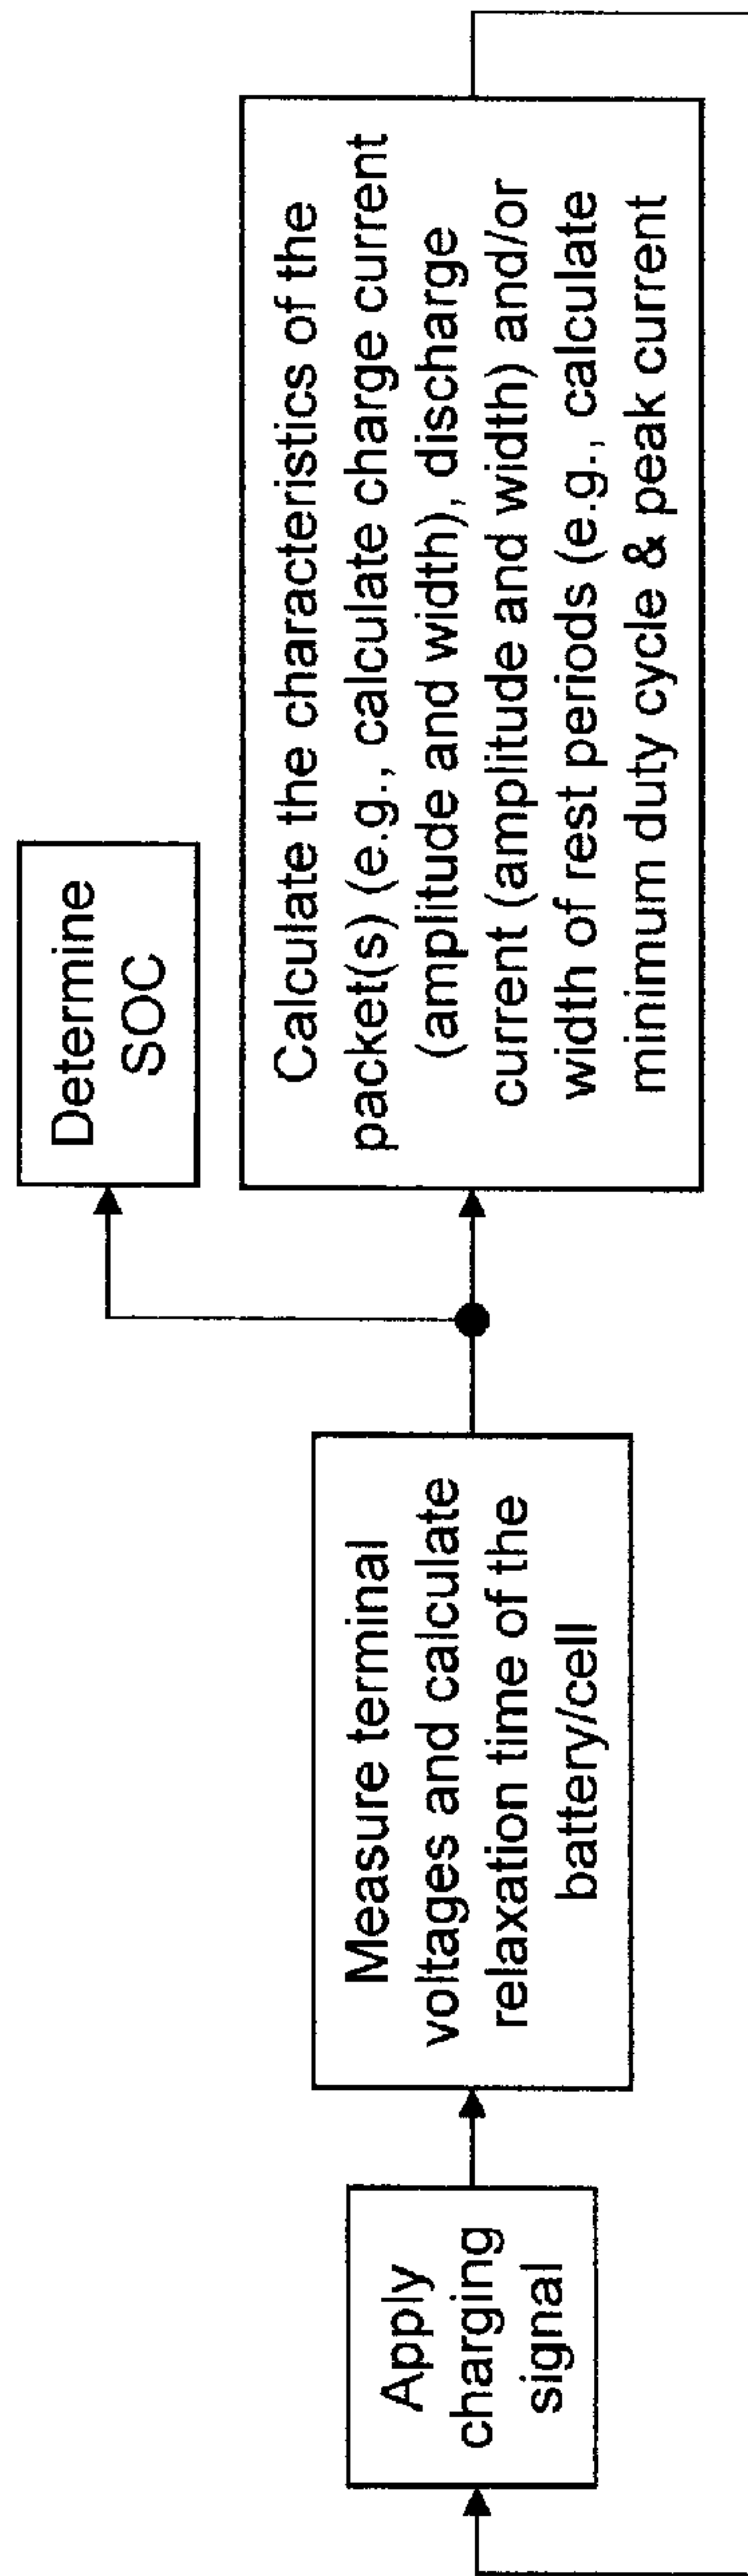 Apply
charging
signal
Measure terminal
voltages and calculate
relaxation time of the
battery/cell
Determine
SOC
Calculate the characteristics of the
packet(s) (e.g., calculate charge current
(amplitude and width), discharge
current (amplitude and width) and/or
width of rest periods (e.g., calculate
minimum duty cycle & peak current